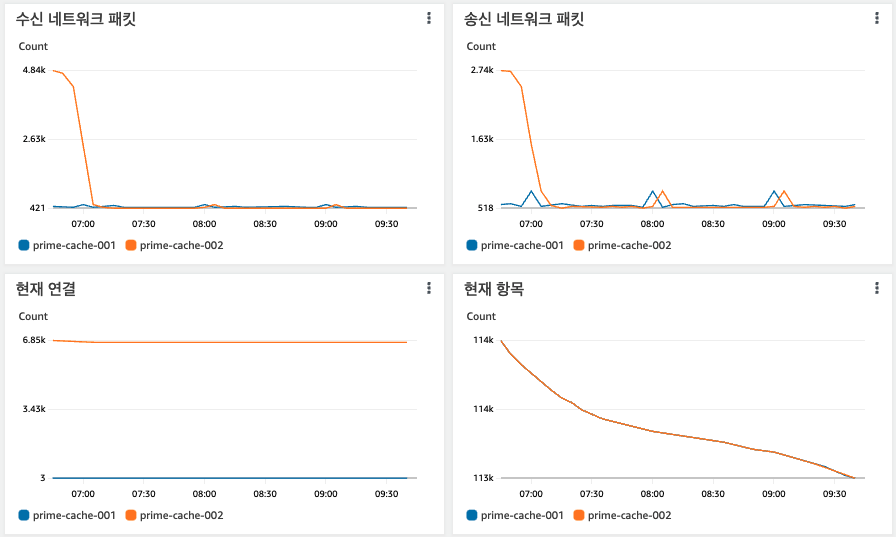 수신 네트워크 패킷
Count
4.84k
2.63k
421
07:00 07:30 08:00 08:30 09:00 09:30
prime-cache-001 prime-cache-002
송신 네트워크 패킷
Count
2.74k
1.63k
518
07:00 07:30 08:00 08:30 09:00 09:30
prime-cache-001 prime-cache-002
현재 연결
Count
6.85k
3.43k
3
07:00 07:30 08:00 08:30 09:00 09:30
prime-cache-001 prime-cache-002
현재 항목
Count
114k
114k
113k
07:00 07:30 08:00 08:30 09:00 09:30
prime-cache-001 prime-cache-002